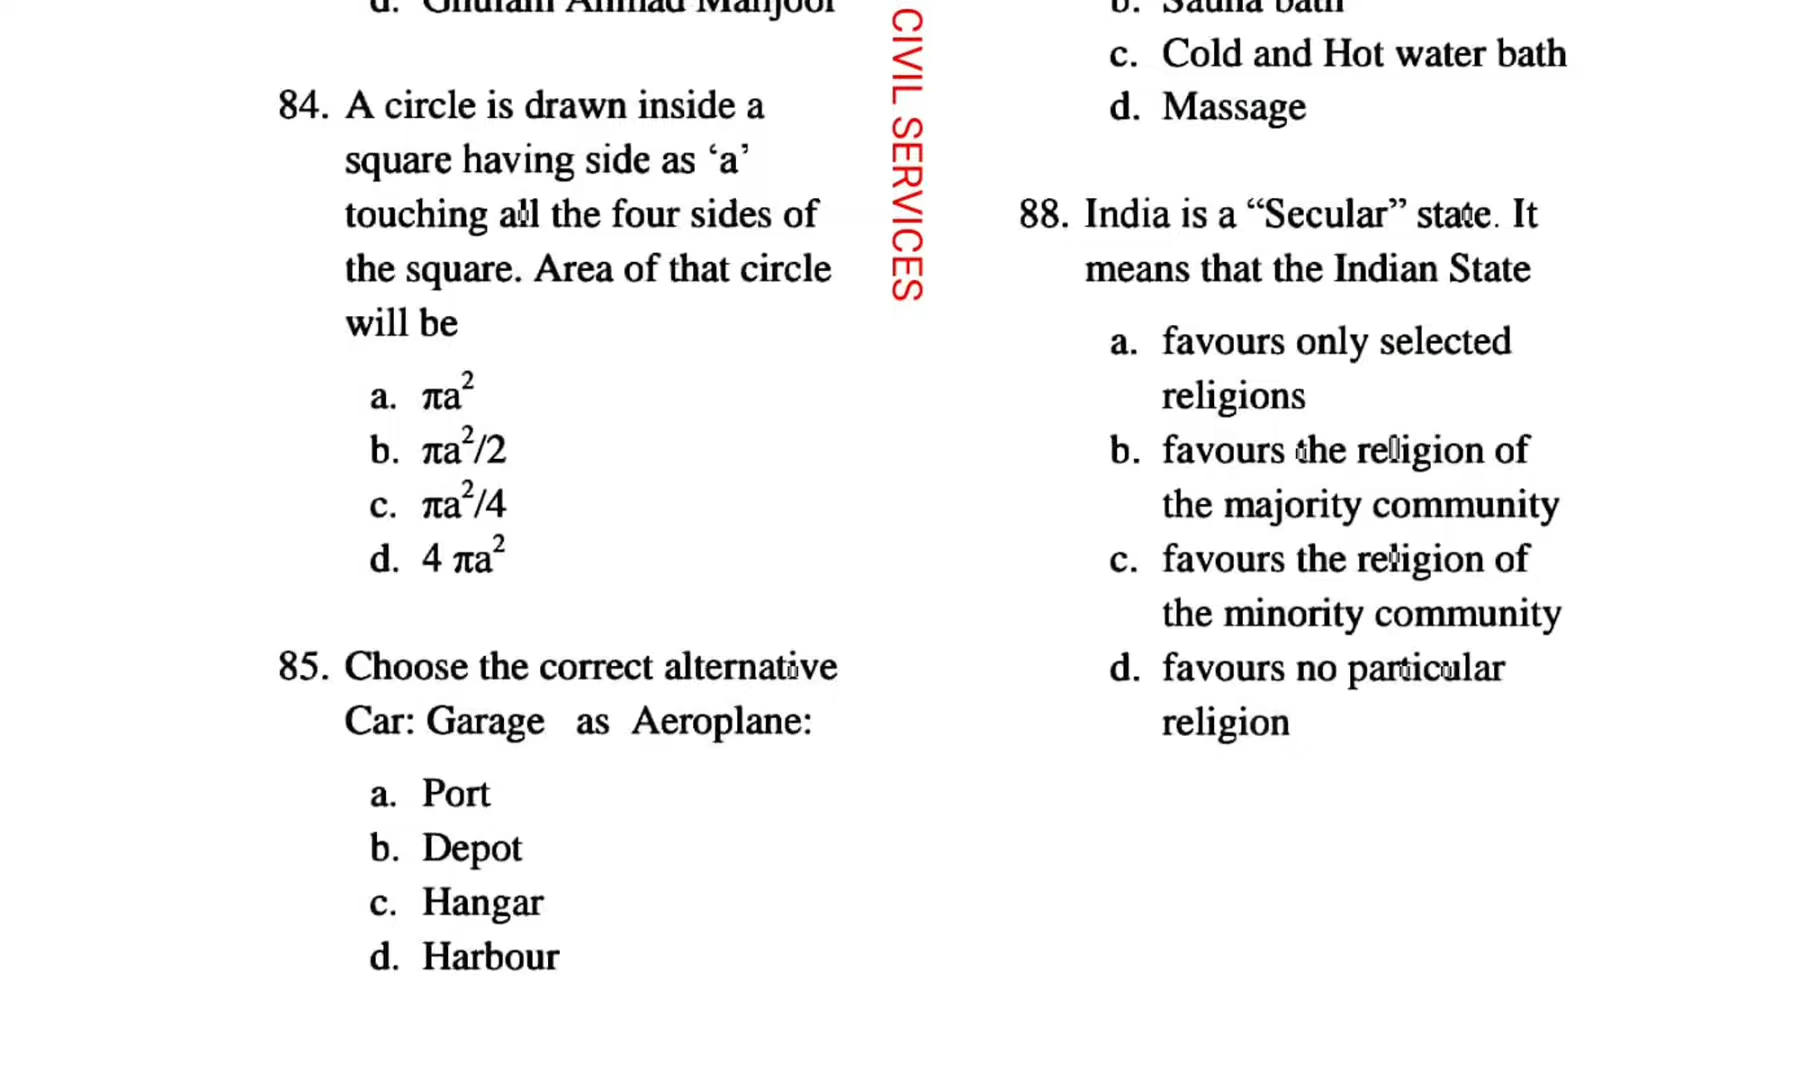 84. A circle is drawn inside a
square having side as ‘a’
touching all the four sides of
the square. Area of that circle
will be
a. πa²
b. πa²/2
c. πa²/4
d. 4 πa²
85. Choose the correct alternative
Car: Garage as Aeroplane:
a. Port
b. Depot
c. Hangar
d. Harbour
CIVIL SERVICES
c. Cold and Hot water bath
d. Massage
88. India is a “Secular” state. It
means that the Indian State
a. favours only selected
religions
b. favours the religion of
the majority community
c. favours the religion of
the minority community
d. favours no particular
religion